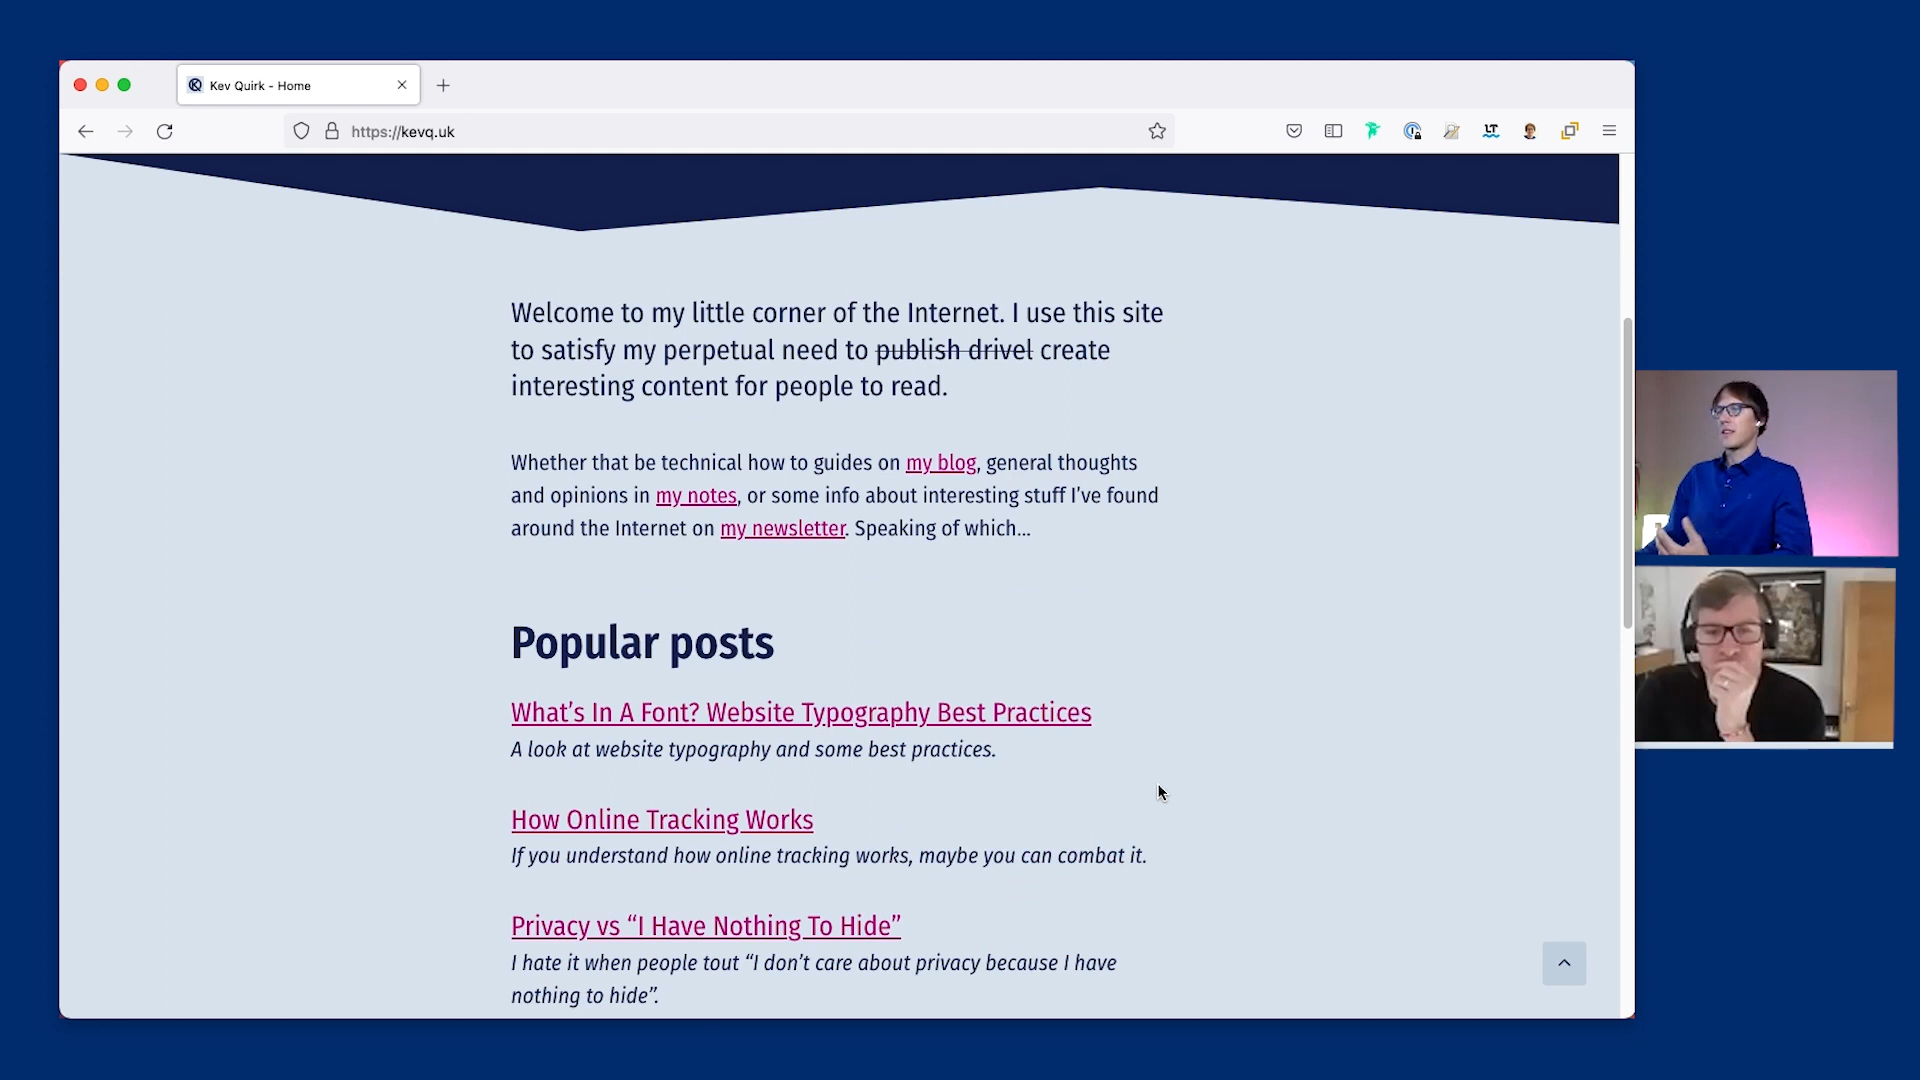 Kev Quirk - Home
https://kevq.uk
LT
Welcome to my little corner of the Internet. I use this site
to satisfy my perpetual need to publish drivel create
interesting content for people to read.
Whether that be technical how to guides on my blog, general thoughts
and opinions in my notes, or some info about interesting stuff I’ve found
around the Internet on my newsletter. Speaking of which...
Popular posts
What’s In A Font? Website Typography Best Practices
A look at website typography and some best practices.
How Online Tracking Works
If you understand how online tracking works, maybe you can combat it.
Privacy vs “I Have Nothing To Hide”
I hate it when people tout “I don’t care about privacy because I have
nothing to hide”.